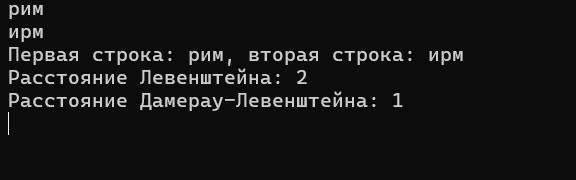 рим
ирм
Первая строка: рим, вторая строка: ирм
Расстояние Левенштейна: 2
Расстояние Дамерау-Левенштейна: 1